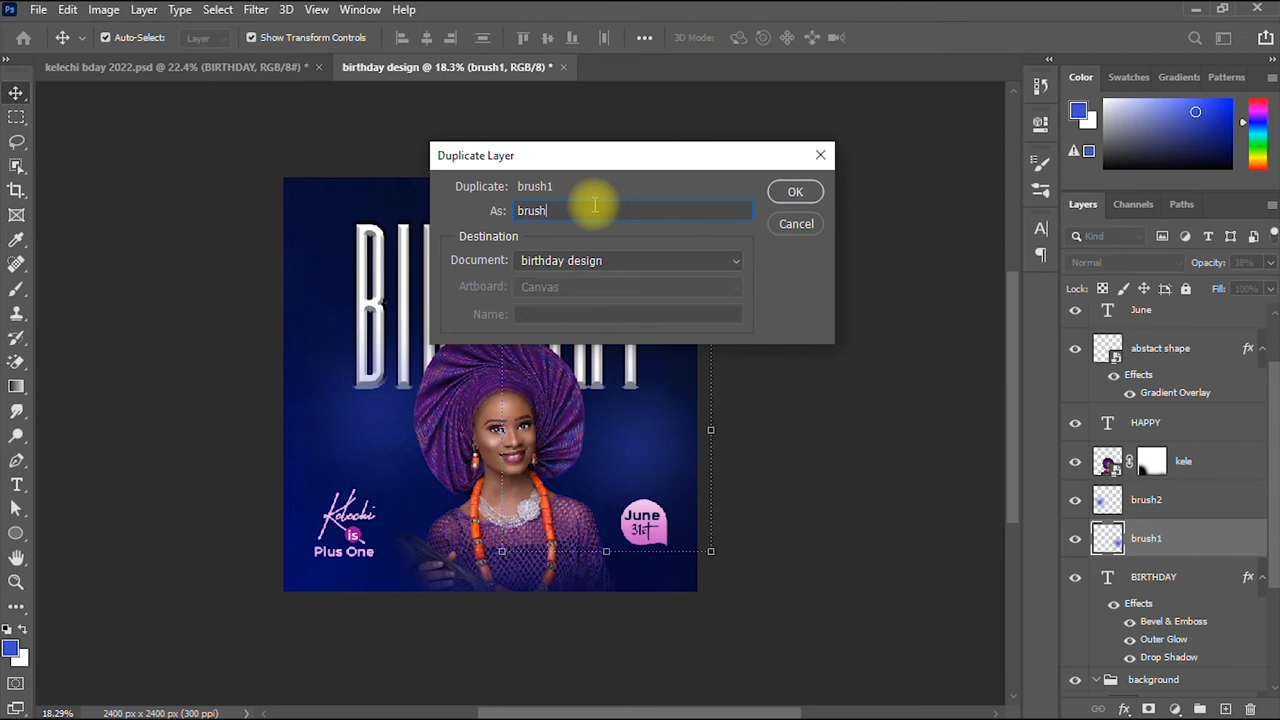 Ps File Edit Image Layer Type Select Filter 3D View Window Help
Auto-Select: Layer Show Transform Controls 3D Mode:
kelechi bday 2022.psd @ 22.4% (BIRTHDAY, RGB/8#) × birthday design @ 18.3% (brush1, RGB/8) * ×
Color Swatches Gradients Patterns
Duplicate Layer
Duplicate: brush1
OK
As: brush
Cancel
Destination
Document: birthday design
Artboard: Canvas
Name:
Kelechi
is
Plus One
June
31st
Layers Channels Paths
Kind
Normal Opacity: 38%
Lock: Fill: 100%
T June
abstact shape fx
Effects
Gradient Overlay
T HAPPY
kele
brush2
brush1
T BIRTHDAY fx
Effects
Bevel & Emboss
Outer Glow
Drop Shadow
background
18.29% 2400 px x 2400 px (300 ppi)